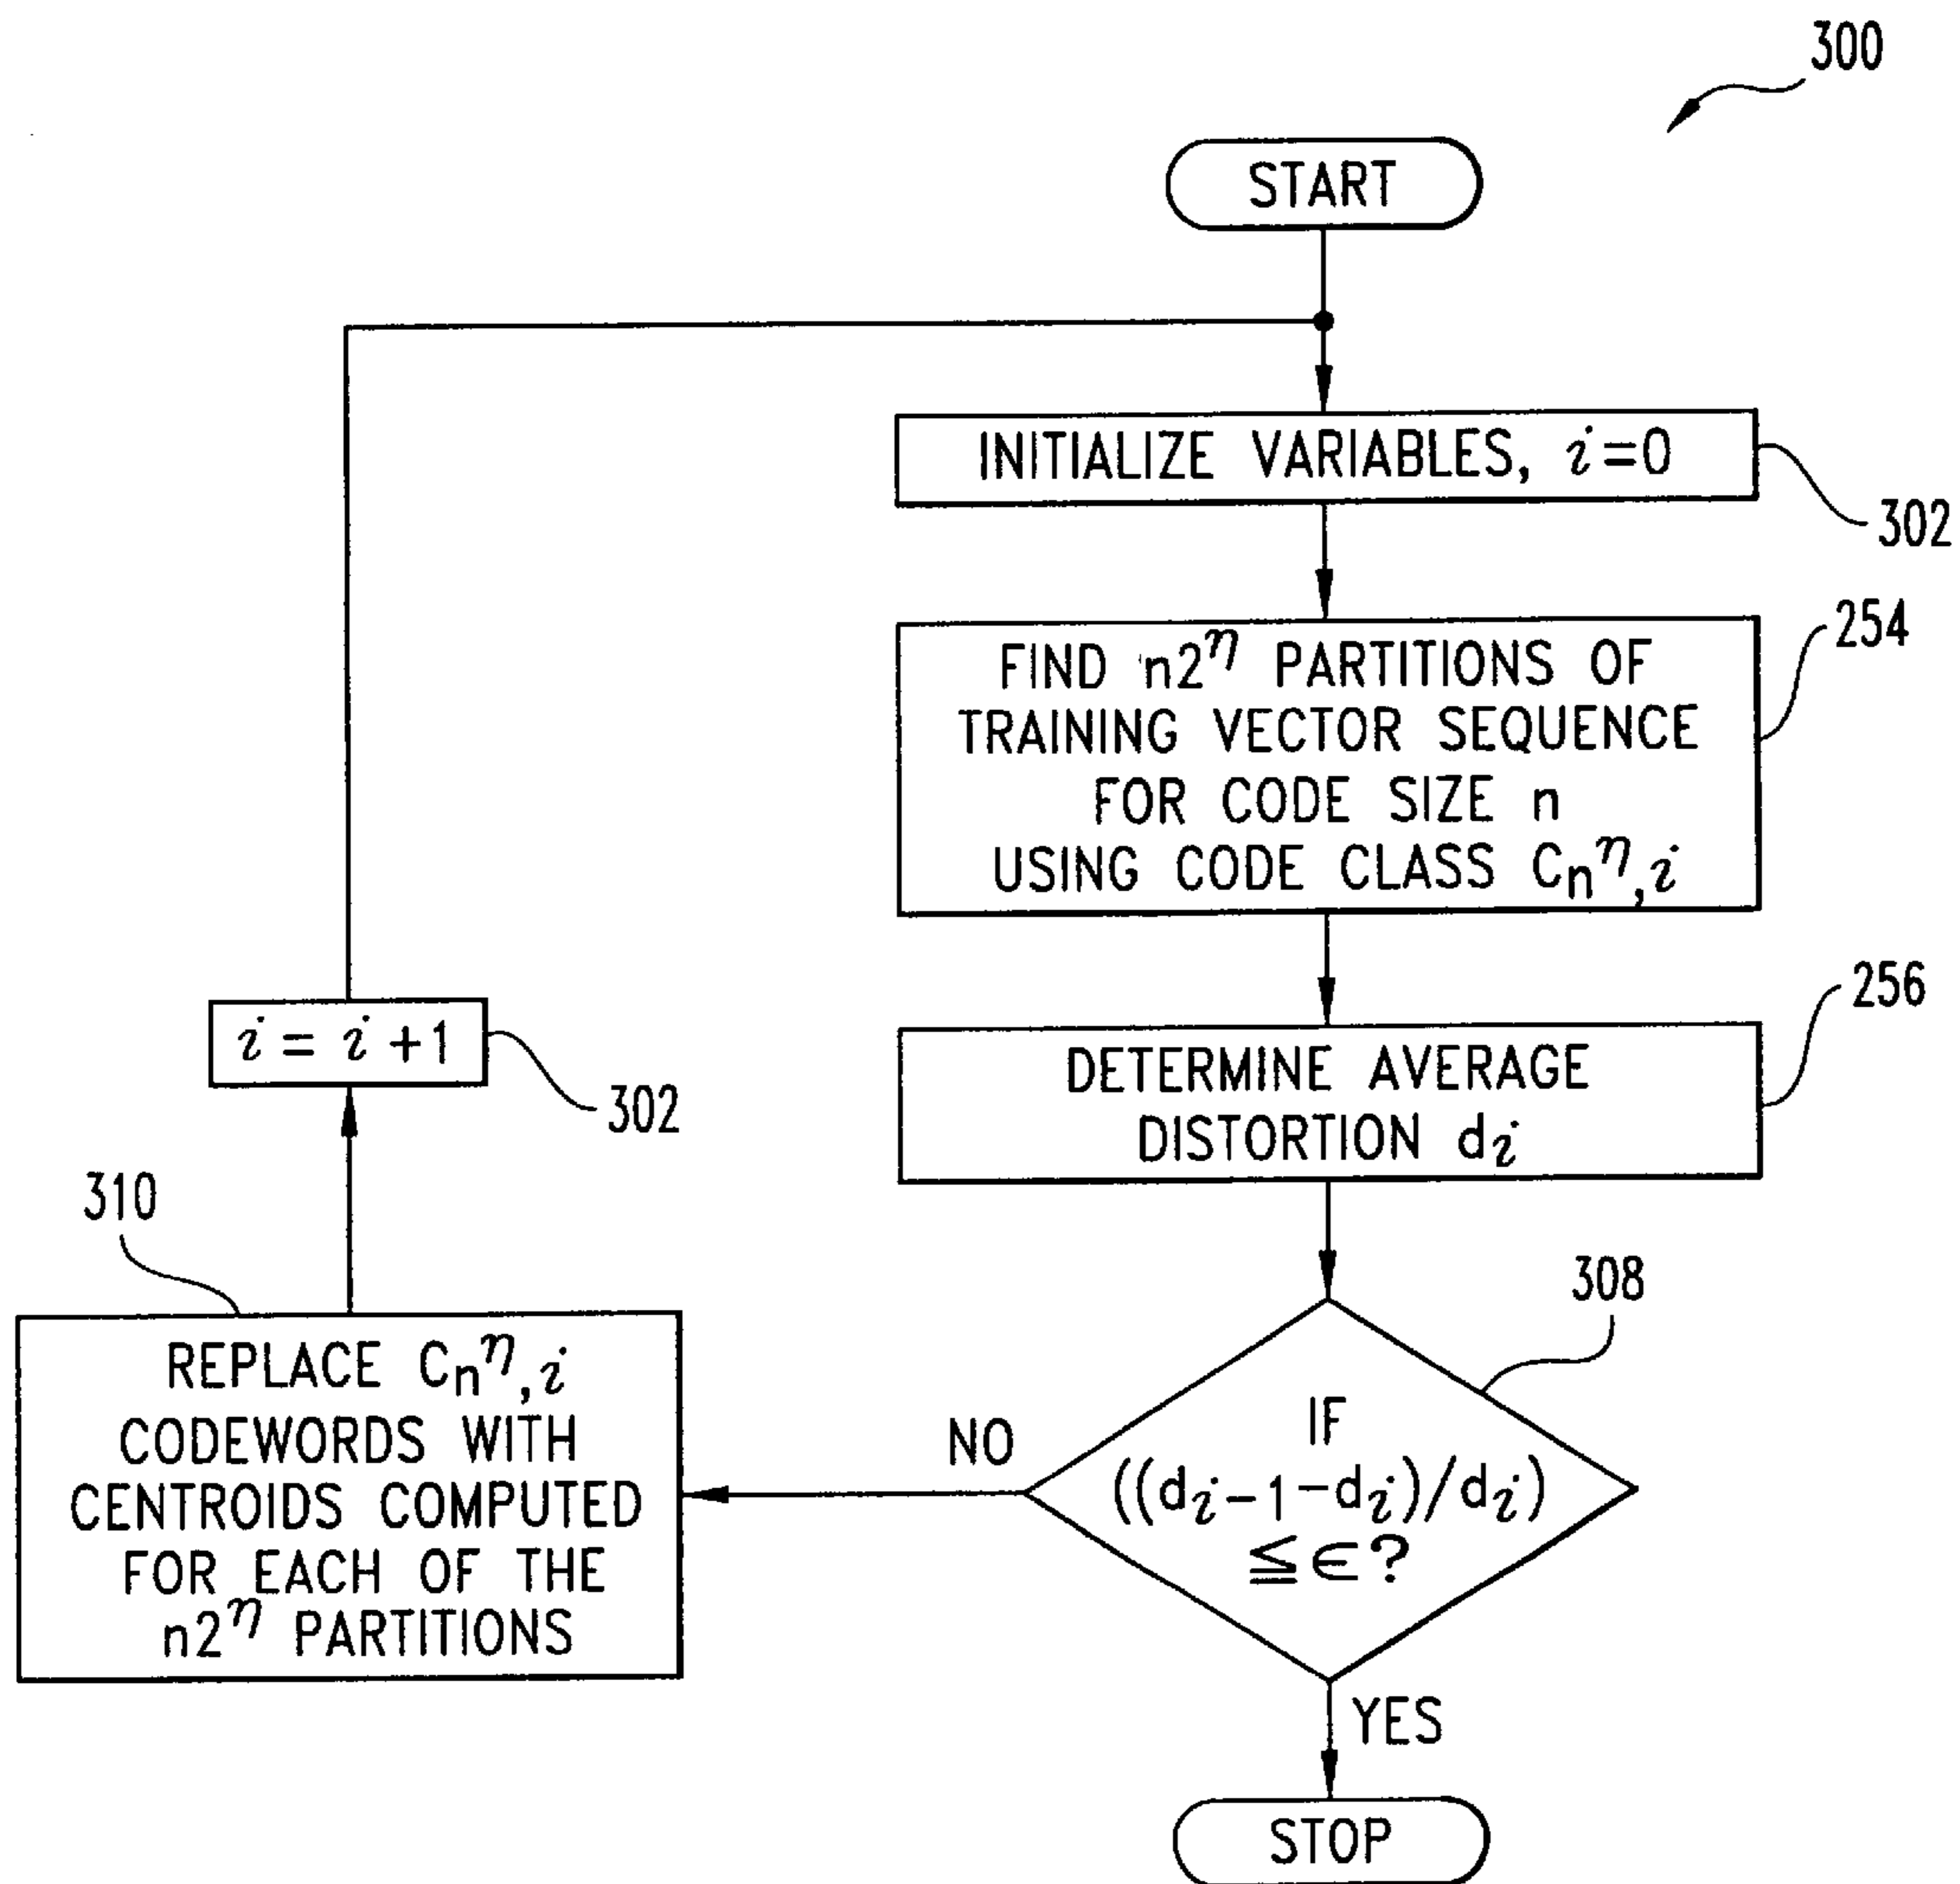 300
START
INITIALIZE VARIABLES, i=0
302
254
FIND n2^η PARTITIONS OF
TRAINING VECTOR SEQUENCE
FOR CODE SIZE n
USING CODE CLASS Cₙ^η,i
256
DETERMINE AVERAGE
DISTORTION dᵢ
i = i +1
302
310
REPLACE Cₙ^η,i
CODEWORDS WITH
CENTROIDS COMPUTED
FOR EACH OF THE
n2^η PARTITIONS
308
NO
IF
((dᵢ₋₁-dᵢ)/dᵢ)
≦ ∈?
YES
STOP